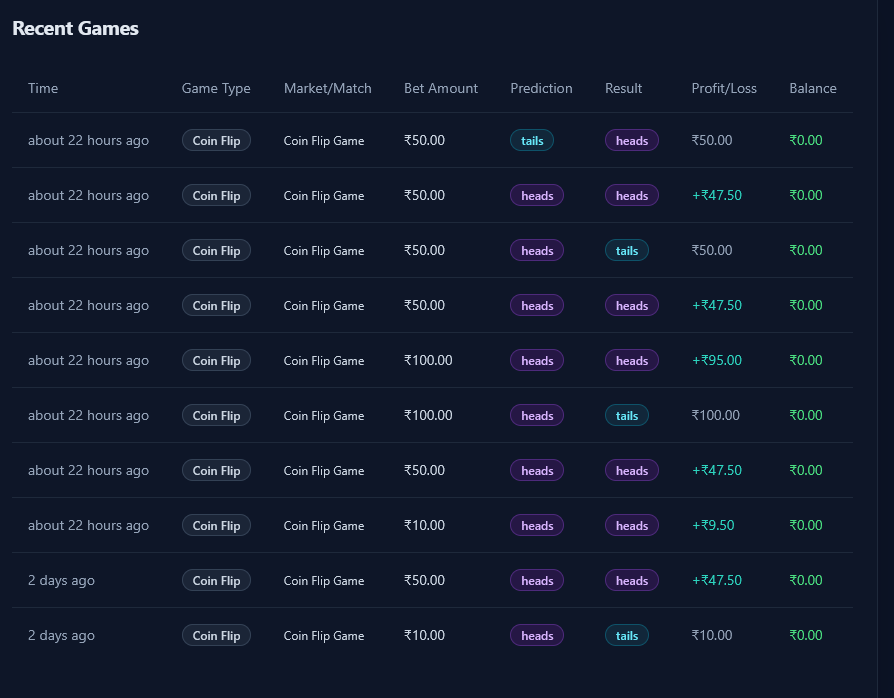 Recent Games
Time Game Type Market/Match Bet Amount Prediction Result Profit/Loss Balance
about 22 hours ago Coin Flip Coin Flip Game ₹50.00 tails heads ₹50.00 ₹0.00
about 22 hours ago Coin Flip Coin Flip Game ₹50.00 heads heads +₹47.50 ₹0.00
about 22 hours ago Coin Flip Coin Flip Game ₹50.00 heads tails ₹50.00 ₹0.00
about 22 hours ago Coin Flip Coin Flip Game ₹50.00 heads heads +₹47.50 ₹0.00
about 22 hours ago Coin Flip Coin Flip Game ₹100.00 heads heads +₹95.00 ₹0.00
about 22 hours ago Coin Flip Coin Flip Game ₹100.00 heads tails ₹100.00 ₹0.00
about 22 hours ago Coin Flip Coin Flip Game ₹50.00 heads heads +₹47.50 ₹0.00
about 22 hours ago Coin Flip Coin Flip Game ₹10.00 heads heads +₹9.50 ₹0.00
2 days ago Coin Flip Coin Flip Game ₹50.00 heads heads +₹47.50 ₹0.00
2 days ago Coin Flip Coin Flip Game ₹10.00 heads tails ₹10.00 ₹0.00